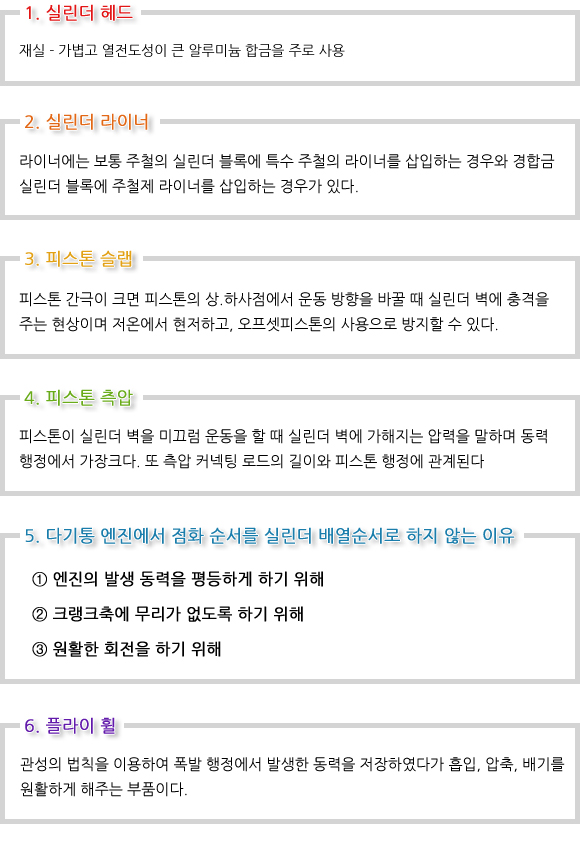 1. 실린더 헤드
재실 - 가볍고 열전도성이 큰 알루미늄 합금을 주로 사용
2. 실린더 라이너
라이너에는 보통 주철의 실린더 블록에 특수 주철의 라이너를 삽입하는 경우와 경합금
실린더 블록에 주철제 라이너를 삽입하는 경우가 있다.
3. 피스톤 슬랩
피스톤 간극이 크면 피스톤의 상.하사점에서 운동 방향을 바꿀 때 실린더 벽에 충격을
주는 현상이며 저온에서 현저하고, 오프셋피스톤의 사용으로 방지할 수 있다.
4. 피스톤 측압
피스톤이 실린더 벽을 미끄럼 운동을 할 때 실린더 벽에 가해지는 압력을 말하며 동력
행정에서 가장크다. 또 측압 커넥팅 로드의 길이와 피스톤 행정에 관계된다
5. 다기통 엔진에서 점화 순서를 실린더 배열순서로 하지 않는 이유
① 엔진의 발생 동력을 평등하게 하기 위해
② 크랭크축에 무리가 없도록 하기 위해
③ 원활한 회전을 하기 위해
6. 플라이 휠
관성의 법칙을 이용하여 폭발 행정에서 발생한 동력을 저장하였다가 흡입, 압축, 배기를
원활하게 해주는 부품이다.